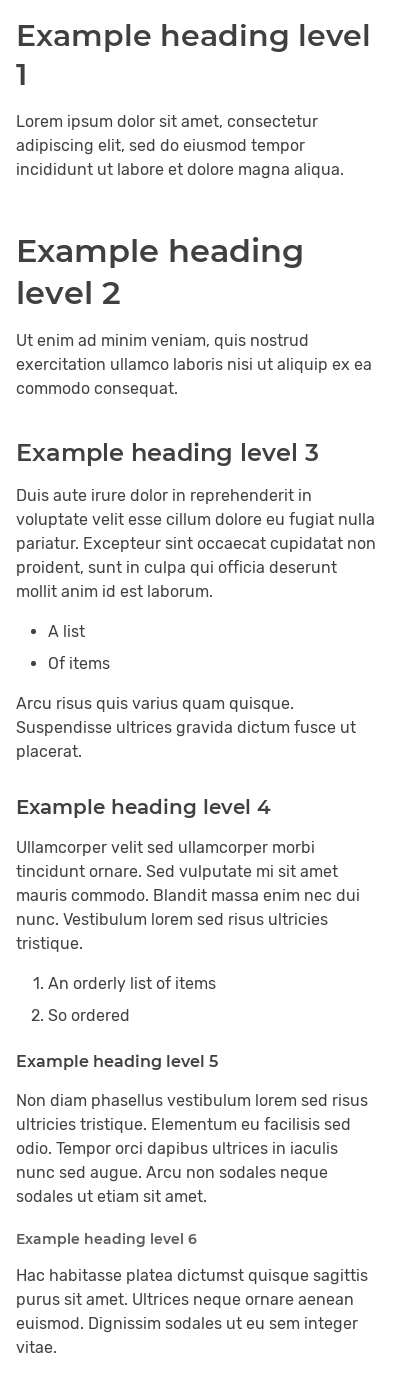 Example heading level
1
Lorem ipsum dolor sit amet, consectetur
adipiscing elit, sed do eiusmod tempor
incididunt ut labore et dolore magna aliqua.
Example heading
level 2
Ut enim ad minim veniam, quis nostrud
exercitation ullamco laboris nisi ut aliquip ex ea
commodo consequat.
Example heading level 3
Duis aute irure dolor in reprehenderit in
voluptate velit esse cillum dolore eu fugiat nulla
pariatur. Excepteur sint occaecat cupidatat non
proident, sunt in culpa qui officia deserunt
mollit anim id est laborum.
• A list
• Of items
Arcu risus quis varius quam quisque.
Suspendisse ultrices gravida dictum fusce ut
placerat.
Example heading level 4
Ullamcorper velit sed ullamcorper morbi
tincidunt ornare. Sed vulputate mi sit amet
mauris commodo. Blandit massa enim nec dui
nunc. Vestibulum lorem sed risus ultricies
tristique.
1. An orderly list of items
2. So ordered
Example heading level 5
Non diam phasellus vestibulum lorem sed risus
ultricies tristique. Elementum eu facilisis sed
odio. Tempor orci dapibus ultrices in iaculis
nunc sed augue. Arcu non sodales neque
sodales ut etiam sit amet.
Example heading level 6
Hac habitasse platea dictumst quisque sagittis
purus sit amet. Ultrices neque ornare aenean
euismod. Dignissim sodales ut eu sem integer
vitae.